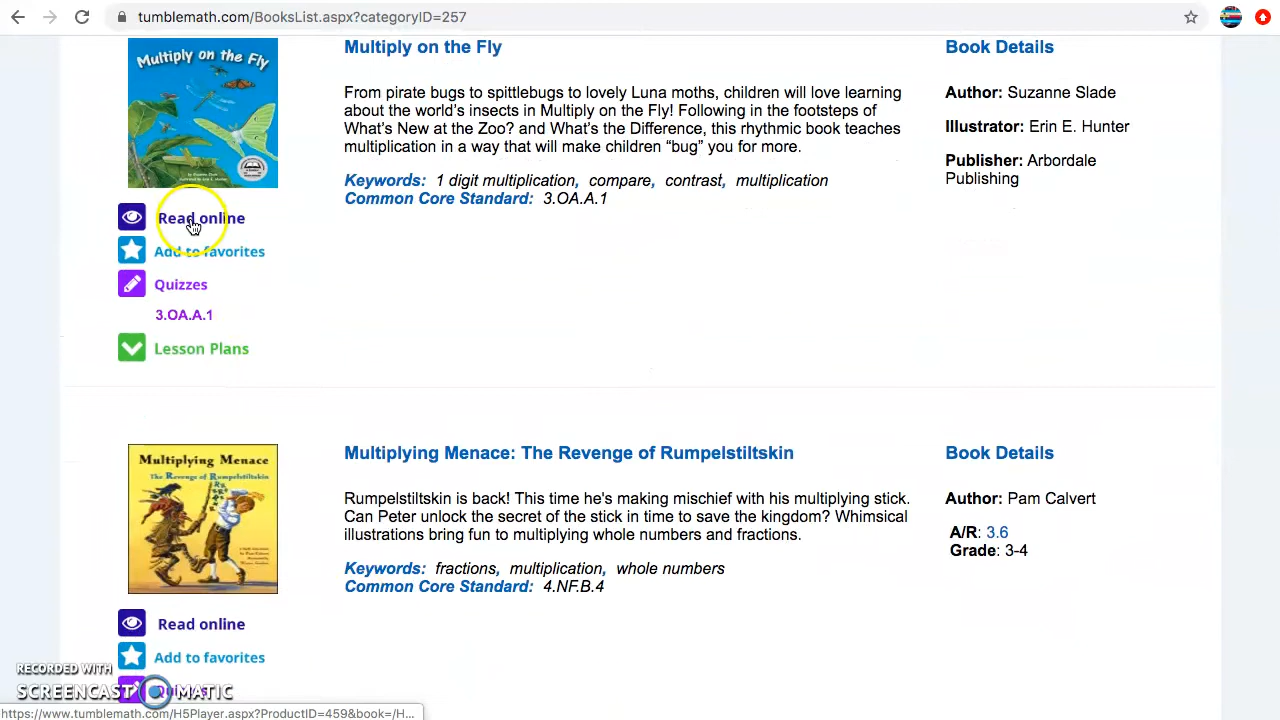 tumblemath.com/BooksList.aspx?categoryID=257
Multiply on the Fly
Multiply on the Fly
Book Details
From pirate bugs to spittlebugs to lovely Luna moths, children will love learning
about the world's insects in Multiply on the Fly! Following in the footsteps of
What's New at the Zoo? and What's the Difference, this rhythmic book teaches
multiplication in a way that will make children “bug” you for more.
Keywords: 1 digit multiplication, compare, contrast, multiplication
Common Core Standard: 3.OA.A.1
Author: Suzanne Slade
Illustrator: Erin E. Hunter
Publisher: Arbordale
Publishing
Read online
Add to favorites
Quizzes
3.OA.A.1
Lesson Plans
Multiplying Menace
The Revenge of Rumpelstiltskin
Multiplying Menace: The Revenge of Rumpelstiltskin
Book Details
Rumpelstiltskin is back! This time he's making mischief with his multiplying stick.
Can Peter unlock the secret of the stick in time to save the kingdom? Whimsical
illustrations bring fun to multiplying whole numbers and fractions.
Keywords: fractions, multiplication, whole numbers
Common Core Standard: 4.NF.B.4
Author: Pam Calvert
A/R: 3.6
Grade: 3-4
Read online
Add to favorites
RECORDED WITH
SCREENCAST MATIC
https://www.tumblemath.com/H5Player.aspx?ProductID=459&book=/H...